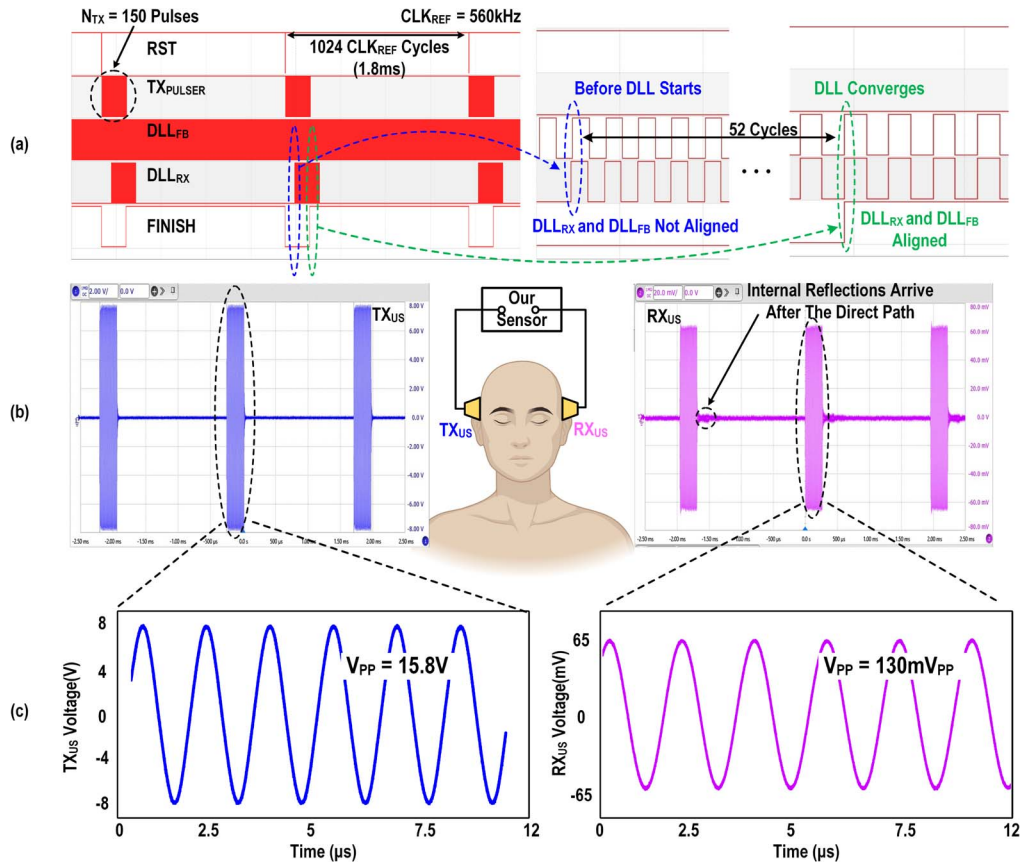 N_TX = 150 Pulses
CLK_REF = 560kHz
RST
1024 CLK_REF Cycles
(1.8ms)
TX_PULSER
Before DLL Starts
DLL Converges
(a)
DLL_FB
52 Cycles
DLL_RX
...
FINISH
DLL_RX and DLL_FB Not Aligned
DLL_RX and DLL_FB
Aligned
2.00 V/
0.0 V
TX_US
8.00 V
6.00 V
4.00 V
2.00 V
0.0 V
-2.00 V
-4.00 V
-6.00 V
-8.00 V
-2.50 ms
-2.00 ms
-1.50 ms
-1.00 ms
-500 µs
0.0 s
500 µs
1.00 ms
1.50 ms
2.00 ms
2.50 ms
(b)
Our
Sensor
TX_US
RX_US
20.0 mV/
0.0 V
Internal Reflections Arrive
After The Direct Path
RX_US
80.0 mV
60.0 mV
40.0 mV
20.0 mV
0.0 V
-20.0 mV
-40.0 mV
-60.0 mV
-80.0 mV
-2.50 ms
-2.00 ms
-1.50 ms
-1.00 ms
-500 µs
0.0 s
500 µs
1.00 ms
1.50 ms
2.00 ms
2.50 ms
(c)
TX_US Voltage(V)
8
4
0
-4
-8
V_PP = 15.8V
0
2.5
5
7.5
12
Time (µs)
RX_US Voltage(mV)
65
0
-65
V_PP = 130mV_PP
0
2.5
5
7.5
12
Time (µs)